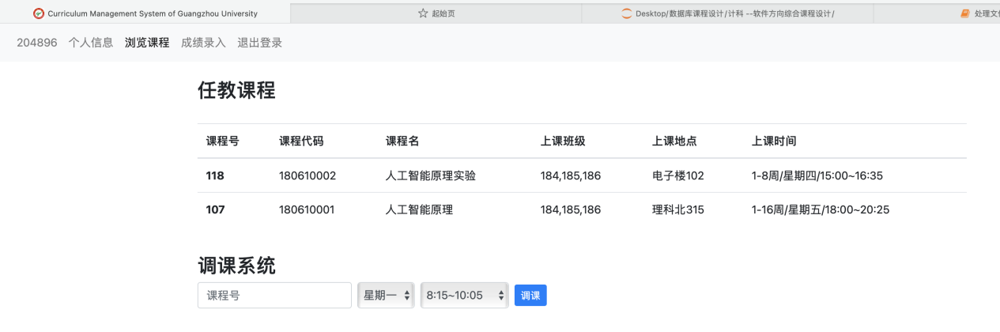 Curriculum Management System of Guangzhou University ☆ 起始页 Desktop/数据库课程设计/计科 --软件方向综合课程设计/ 处理文
204896 个人信息 浏览课程 成绩录入 退出登录
任教课程
课程号 课程代码 课程名 上课班级 上课地点 上课时间
118 180610002 人工智能原理实验 184,185,186 电子楼102 1-8周/星期四/15:00~16:35
107 180610001 人工智能原理 184,185,186 理科北315 1-16周/星期五/18:00~20:25
调课系统
课程号 星期一 8:15~10:05 调课